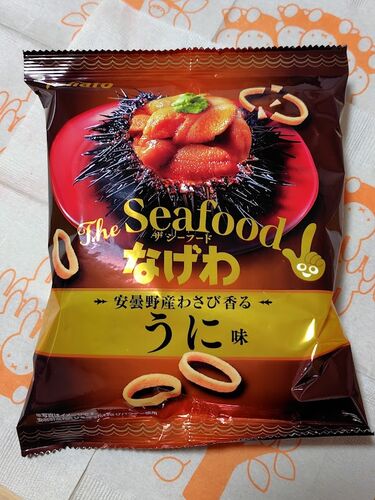 The Seafood
ザ シーフード
なげわ
安曇野産わさび香る
うに味